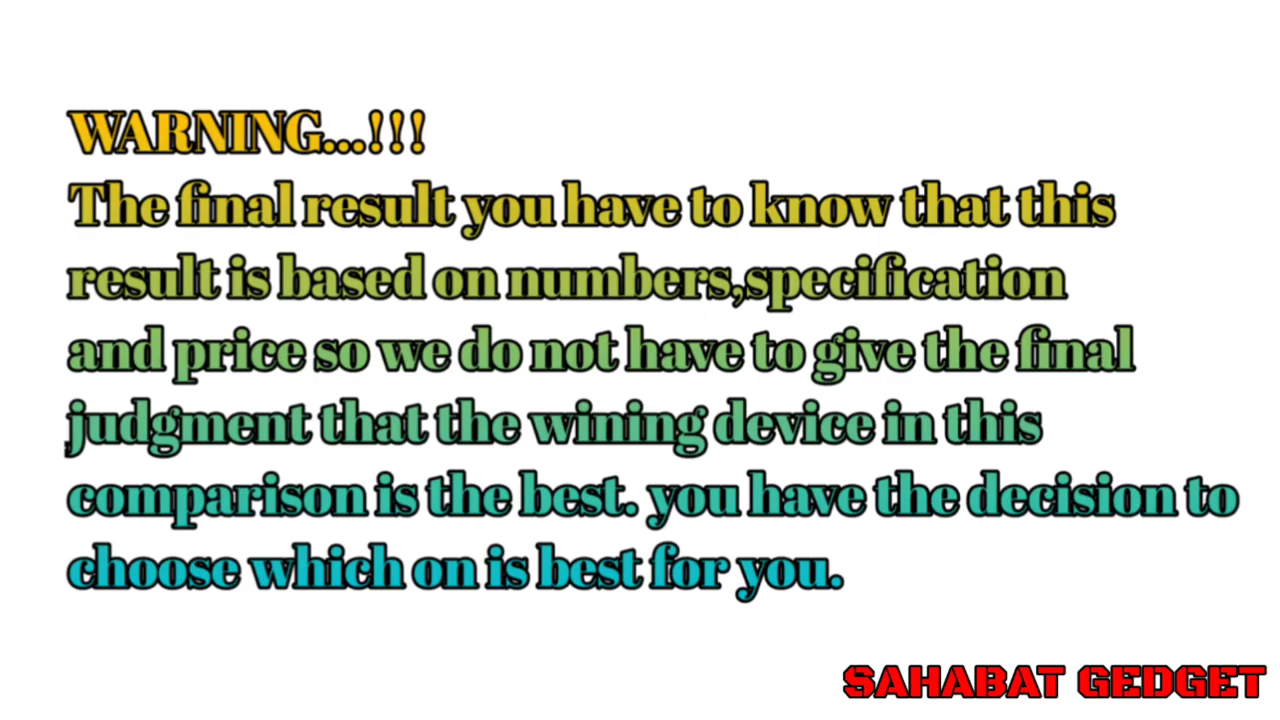 WARNING...!!!
The final result you have to know that this
result is based on numbers,specification
and price so we do not have to give the final
judgment that the wining device in this
comparison is the best. you have the decision to
choose which on is best for you.
SAHABAT GEDGET